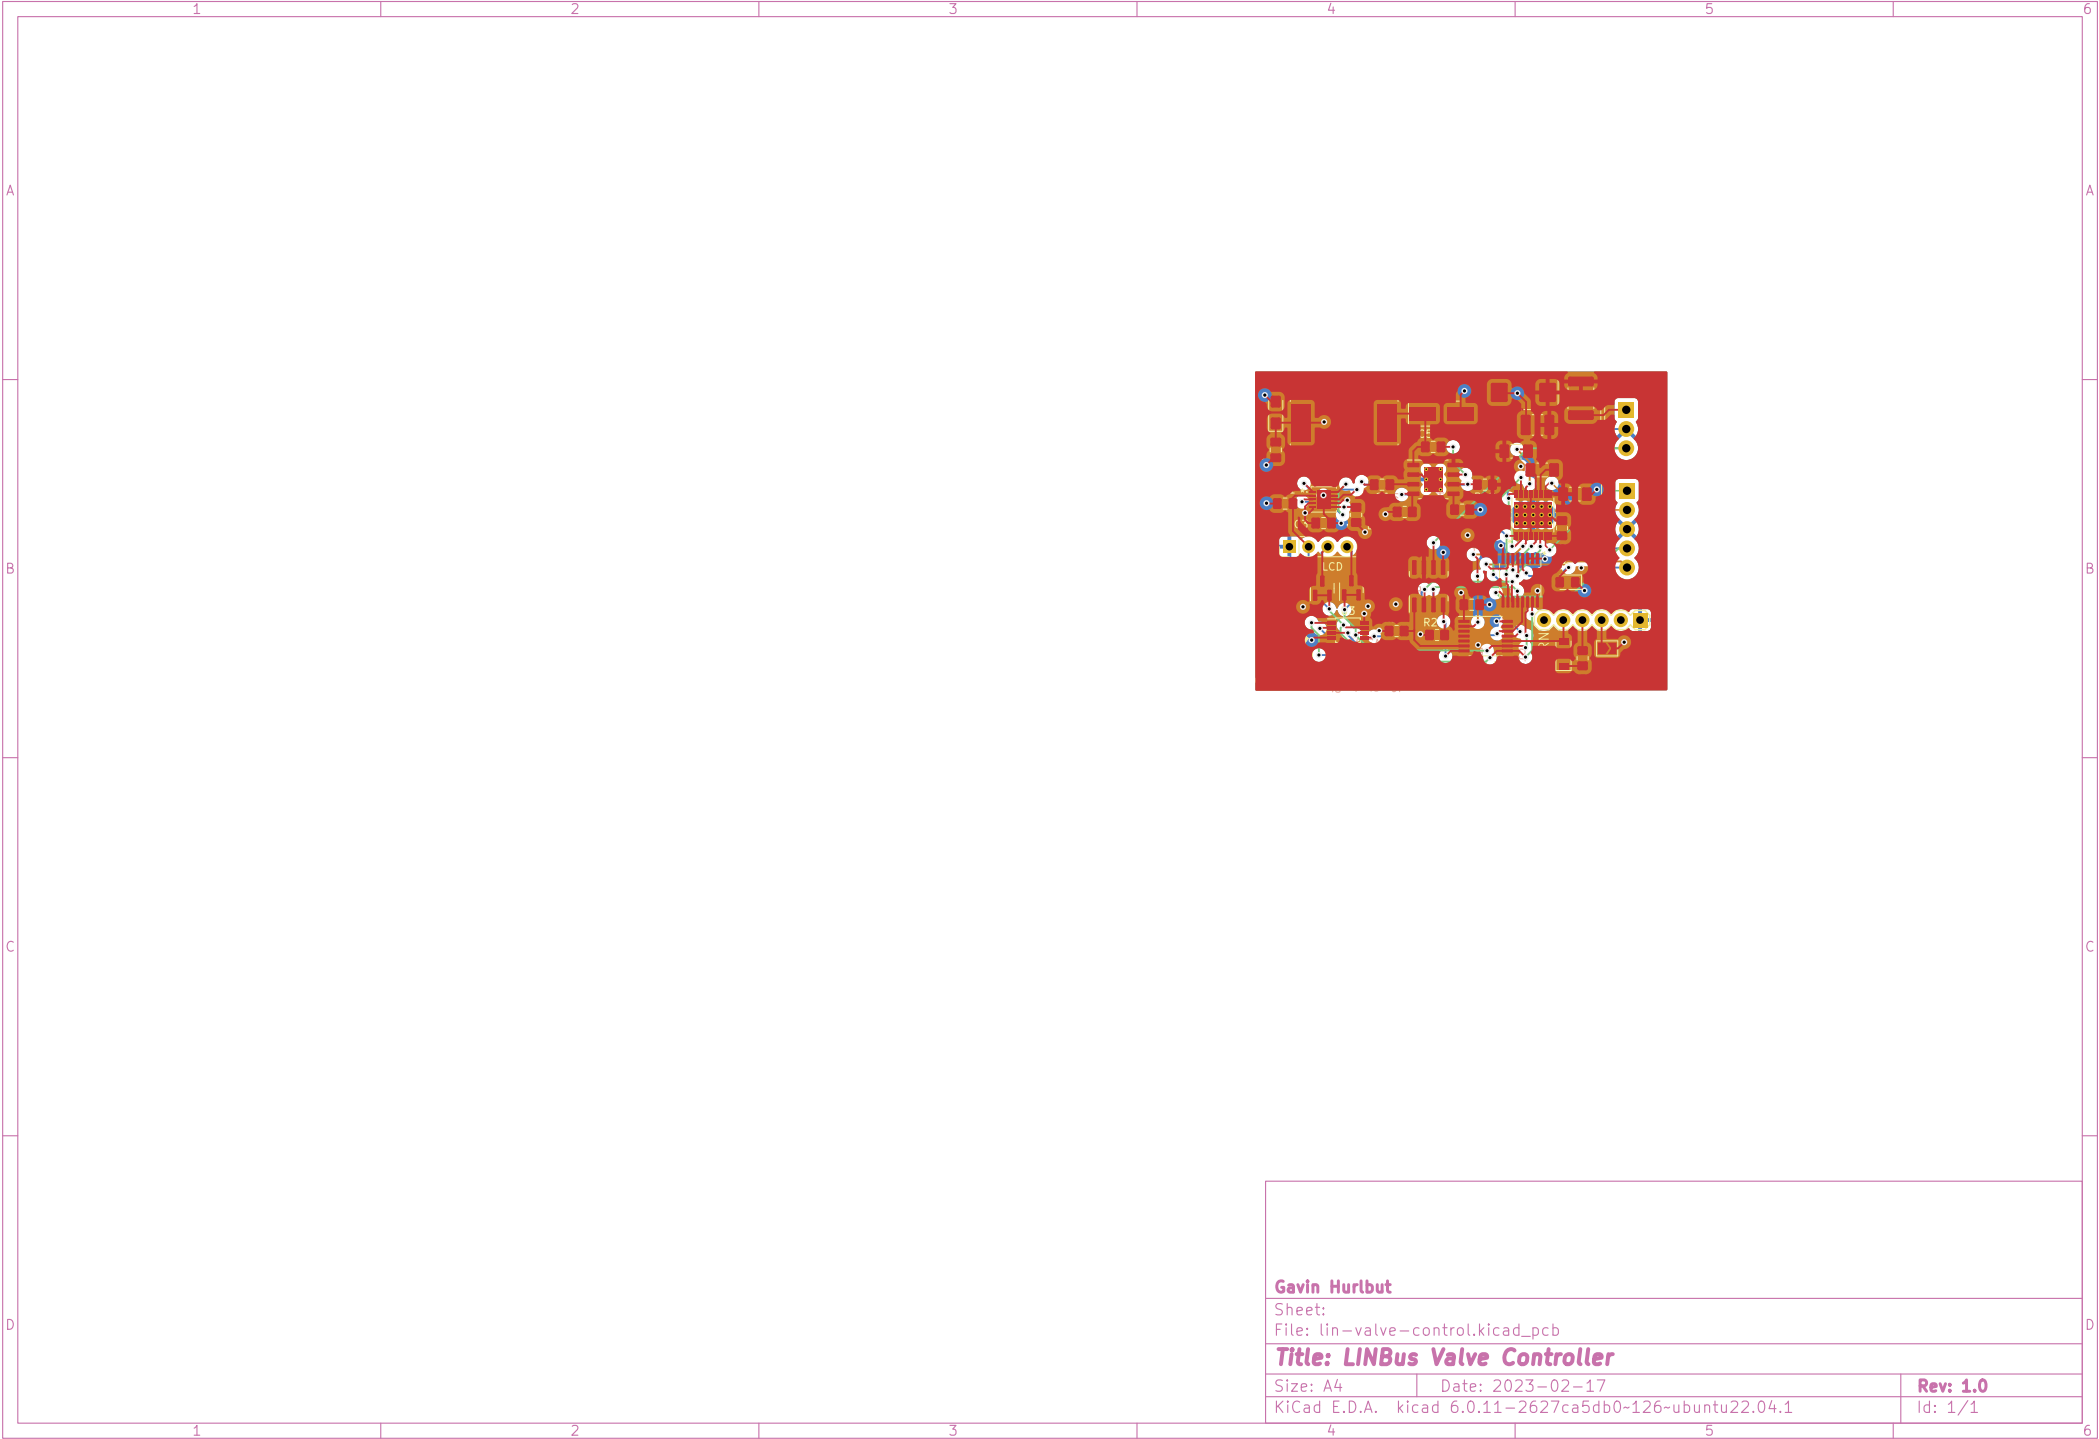 1 2 3 4 5 6
A A
LCD
B B
R2
C C
Gavin Hurlbut
Sheet:
File: lin-valve-control.kicad_pcb
D D
Title: LINBus Valve Controller
Size: A4 Date: 2023-02-17 Rev: 1.0
KiCad E.D.A. kicad 6.0.11-2627ca5db0~126~ubuntu22.04.1 Id: 1/1
1 2 3 4 5 6